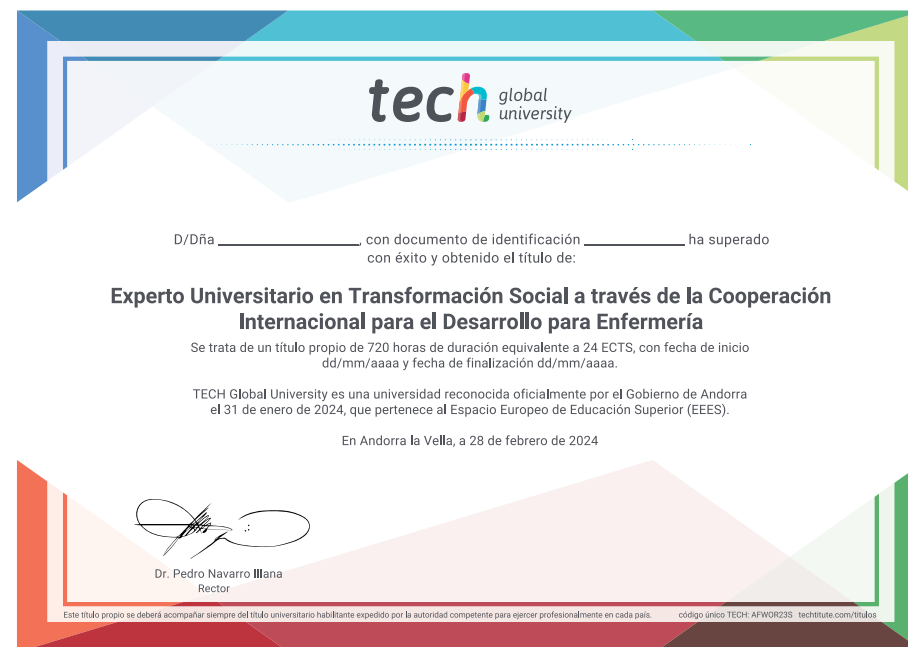 tech global university
D/Dña ________________, con documento de identificación ____________ ha superado
con éxito y obtenido el título de:
Experto Universitario en Transformación Social a través de la Cooperación
Internacional para el Desarrollo para Enfermería
Se trata de un título propio de 720 horas de duración equivalente a 24 ECTS, con fecha de inicio
dd/mm/aaaa y fecha de finalización dd/mm/aaaa.
TECH Global University es una universidad reconocida oficialmente por el Gobierno de Andorra
el 31 de enero de 2024, que pertenece al Espacio Europeo de Educación Superior (EEES).
En Andorra la Vella, a 28 de febrero de 2024
Dr. Pedro Navarro Illana
Rector
Este título propio se deberá acompañar siempre del título universitario habilitante expedido por la autoridad competente para ejercer profesionalmente en cada país. código único TECH: AFWOR23S techtitute.com/titulos